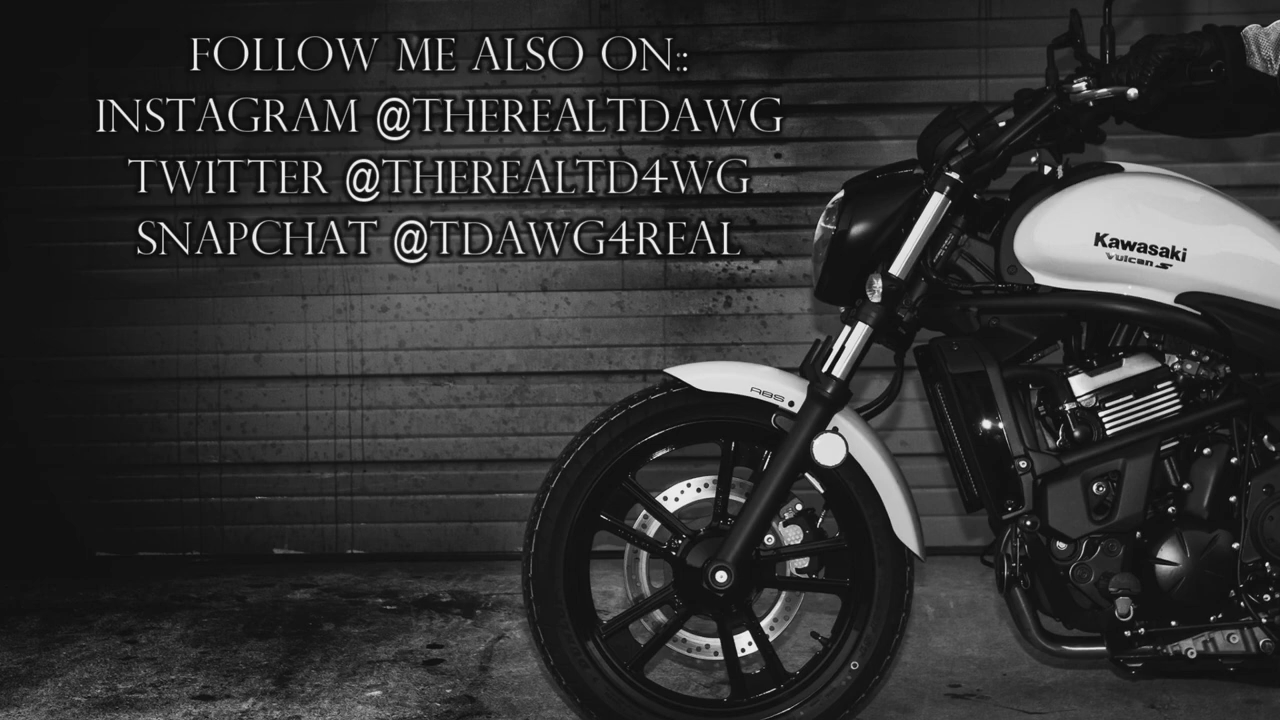 FOLLOW ME ALSO ON::
INSTAGRAM @THEREALTDAWG
TWITTER @THEREALTD4WG
SNAPCHAT @TDAWG4REAL
Kawasaki
Vulcan S
ABS